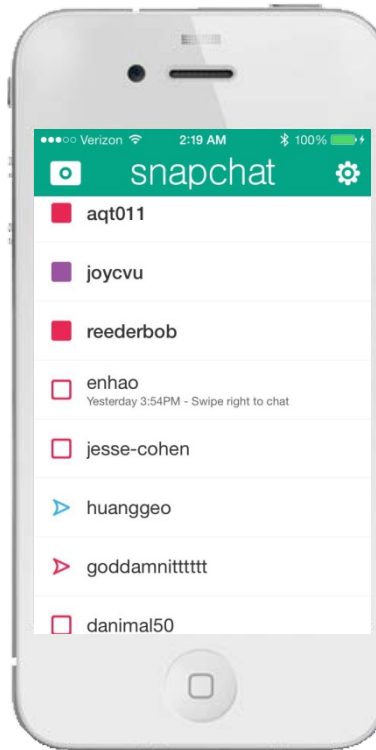 Verizon 2:19 AM 100%
snapchat
aqt011
joycvu
reederbob
enhao
Yesterday 3:54PM - Swipe right to chat
jesse-cohen
huanggeo
goddamnitttttt
danimal50